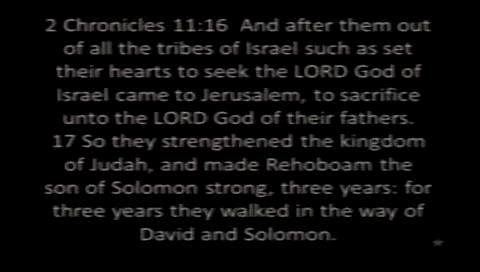 2 Chronicles 11:16 And after them out
of all the tribes of Israel such as set
their hearts to seek the LORD God of
Israel came to Jerusalem, to sacrifice
unto the LORD God of their fathers.
17 So they strengthened the kingdom
of Judah, and made Rehoboam the
son of Solomon strong, three years: for
three years they walked in the way of
David and Solomon.